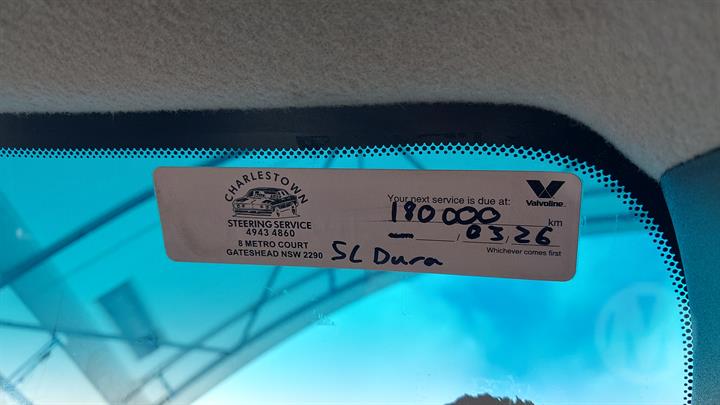 CHARLESTOWN
STEERING SERVICE
4943 4860
8 METRO COURT
GATESHEAD NSW 2290
5L Dura
Your next service is due at:
190000 km
/03/26
Whichever comes first
Valvoline
M